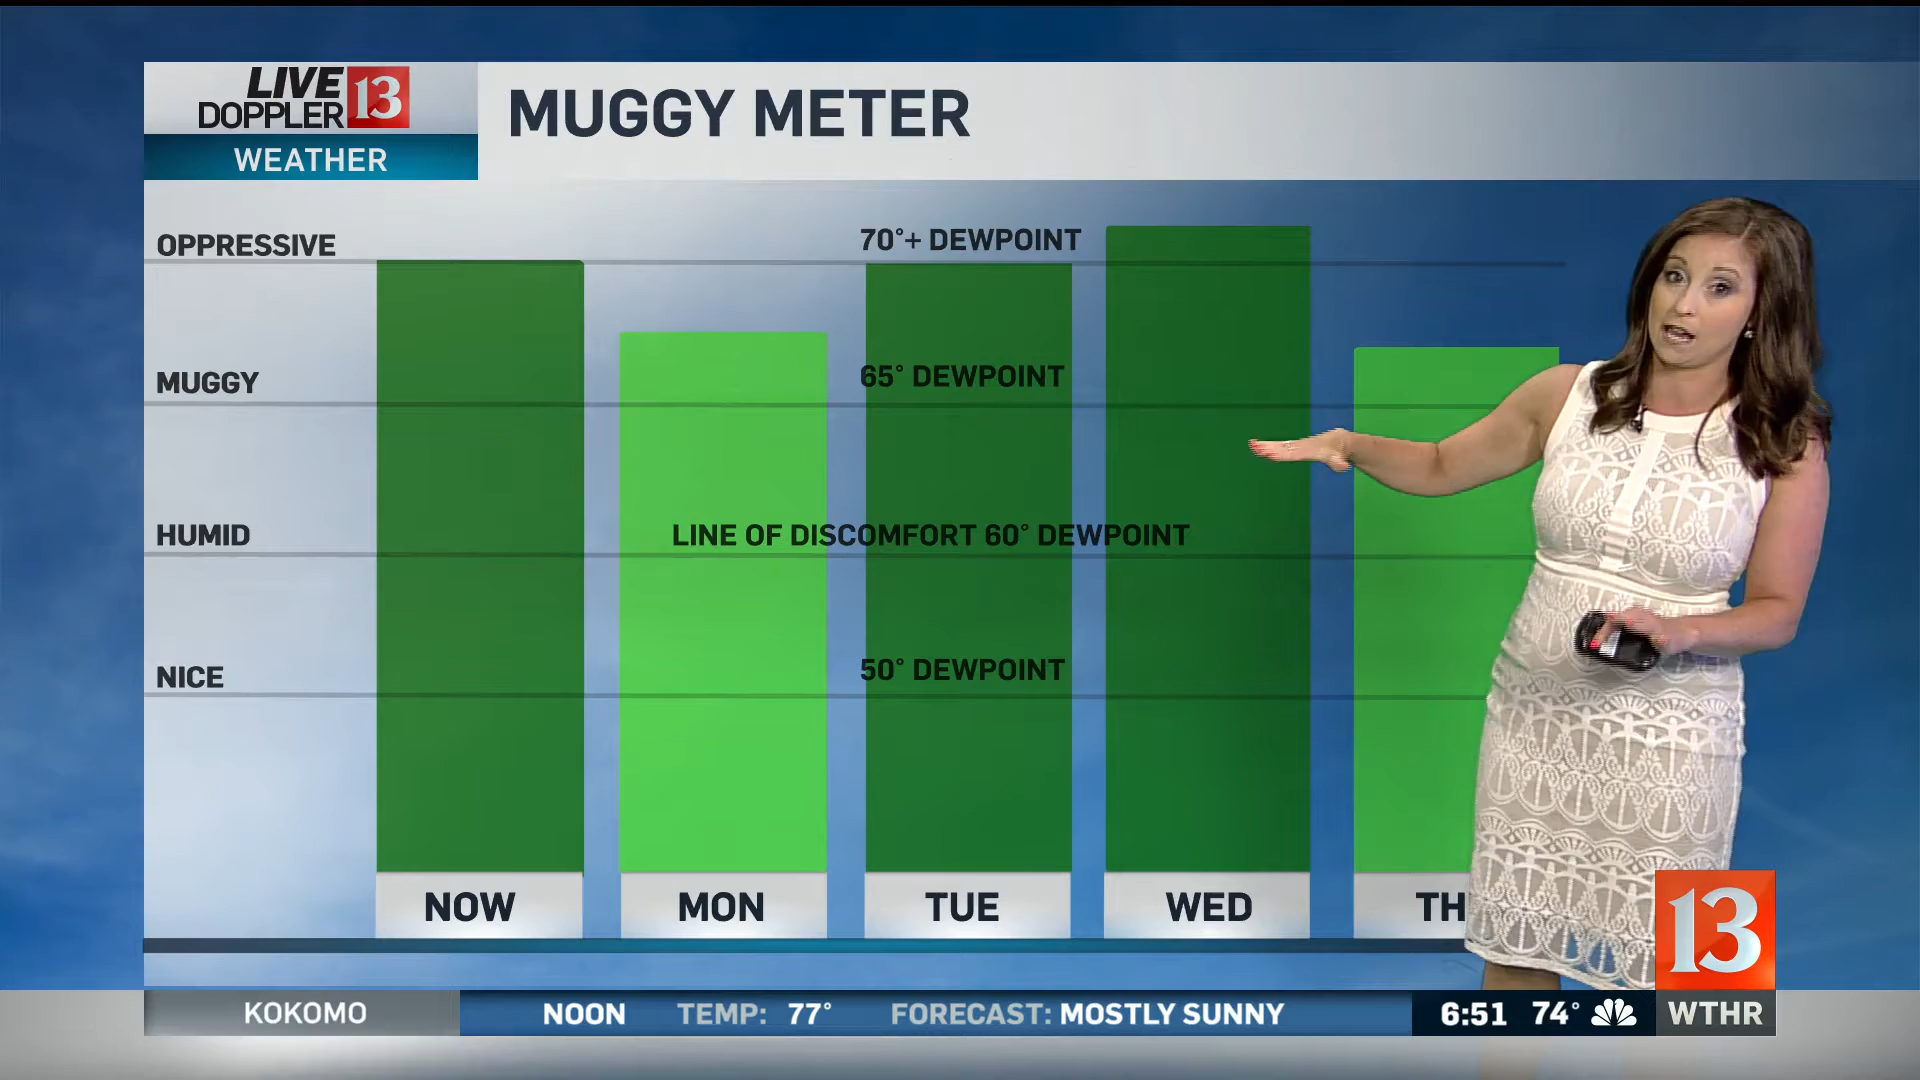 LIVE
DOPPLER 13
WEATHER
MUGGY METER
OPPRESSIVE
70°+ DEWPOINT
MUGGY
65° DEWPOINT
HUMID
LINE OF DISCOMFORT 60° DEWPOINT
NICE
50° DEWPOINT
NOW
MON
TUE
WED
TH
13
KOKOMO
NOON TEMP: 77° FORECAST: MOSTLY SUNNY
6:51 74°
WTHR